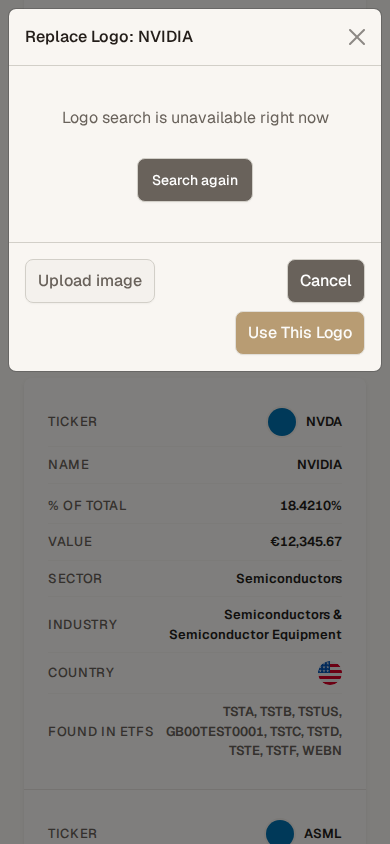 Replace Logo: NVIDIA
Logo search is unavailable right now
Search again
Upload image
Cancel
Use This Logo
TICKER NVDA
NAME NVIDIA
% OF TOTAL 18.4210%
VALUE €12,345.67
SECTOR Semiconductors
INDUSTRY Semiconductors &
Semiconductor Equipment
COUNTRY
FOUND IN ETFS TSTA, TSTB, TSTUS,
GB00TEST0001, TSTC, TSTD,
TSTE, TSTF, WEBN
TICKER ASML